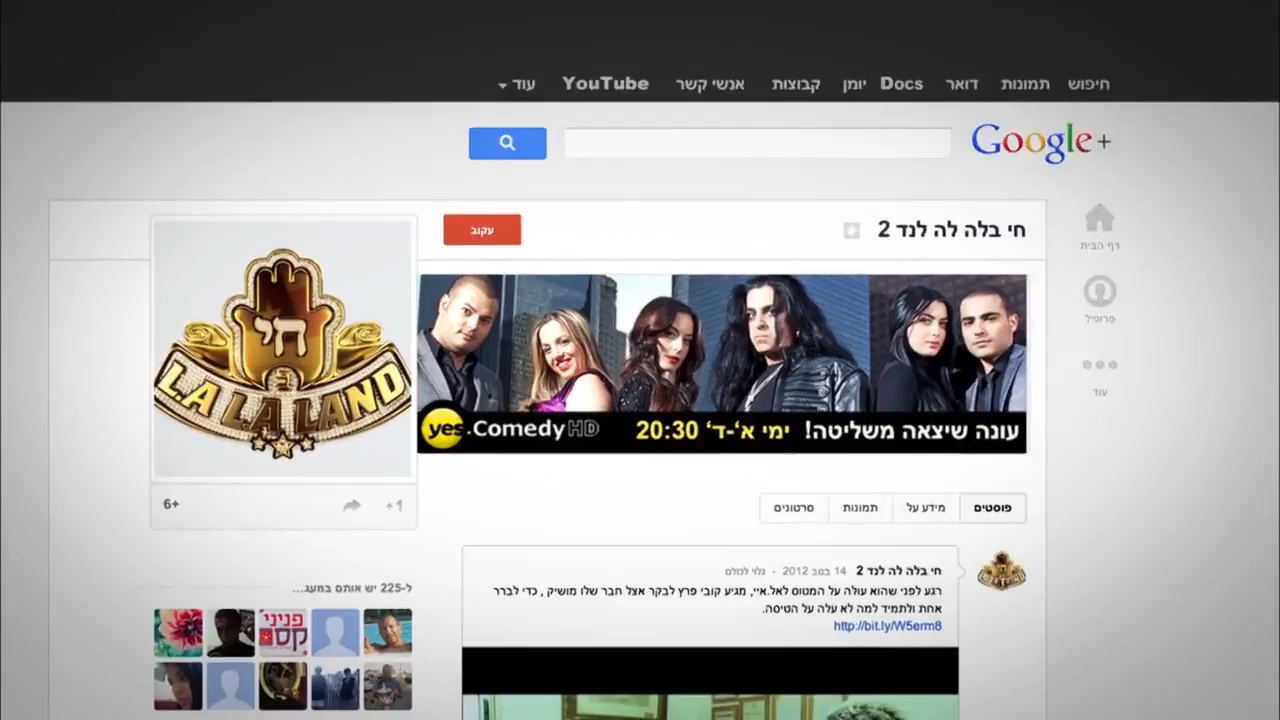 חיפוש תמונות דואר Docs יומן קבוצות אנשי קשר YouTube עוד
Google+
חי בלה לה לנד 2
עקוב
דף הבית
פרופיל
עוד
חי
ב
L.A LA LAND
עונה שיצאה משליטה! ימי א'-ד' 20:30
yes.Comedy HD
6+
+1
פוסטים מידע על תמונות סרטונים
ל-225 יש אותם במעג...
פניני
קס
חי בלה לה לנד 2 14 בנוב 2012 - גלוי לכולם
רגע לפני שהוא עולה על המטוס לאל.איי, מגיע קובי פרץ לבקר אצל חבר שלו מושיק , כדי לברר
אחת ולתמיד למה לא עלה על הטיסה.
http://bit.ly/W5erm8